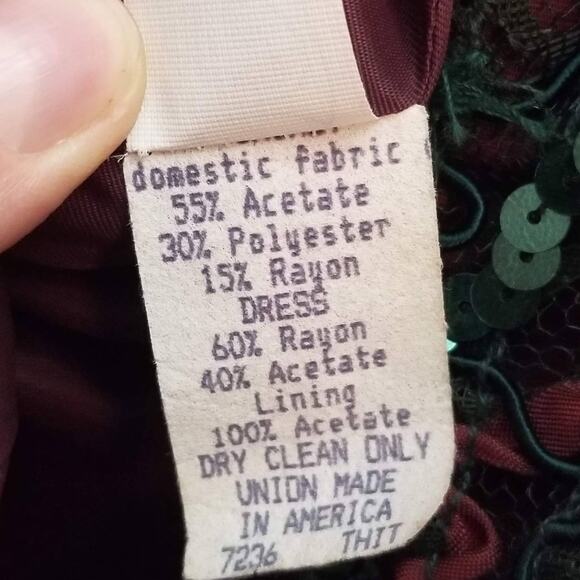 domestic fabric
55% Acetate
30% Polyester
15% Rayon
DRESS
60% Rayon
40% Acetate
Lining
100% Acetate
DRY CLEAN ONLY
UNION MADE
IN AMERICA
7236 THIT